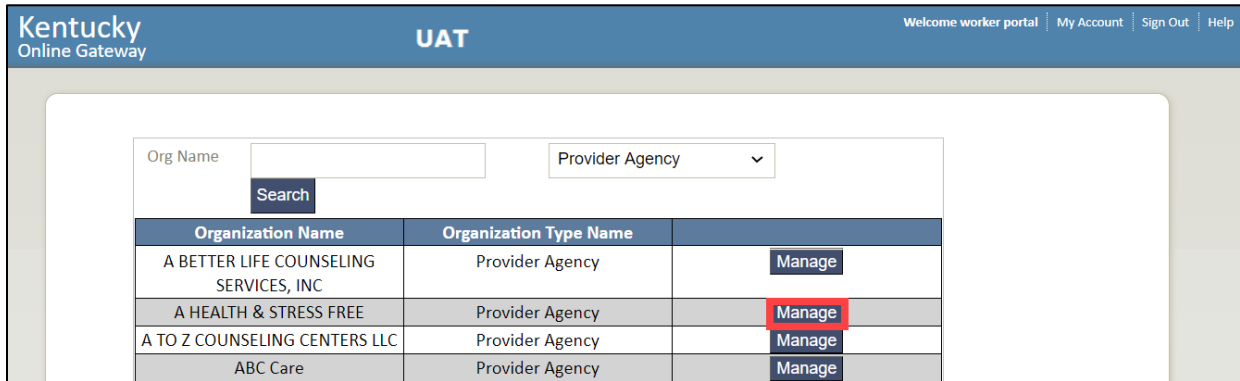 Kentucky
Online Gateway
UAT
Welcome worker portal My Account Sign Out Help
Org Name Provider Agency
Search
Organization Name Organization Type Name
A BETTER LIFE COUNSELING Provider Agency Manage
SERVICES, INC
A HEALTH & STRESS FREE Provider Agency Manage
A TO Z COUNSELING CENTERS LLC Provider Agency Manage
ABC Care Provider Agency Manage